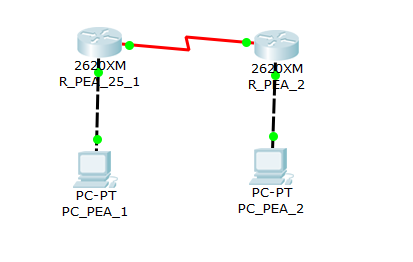 2620XM
R_PEA_25_1
2620XM
R_PEA_2
PC-PT
PC_PEA_1
PC-PT
PC_PEA_2